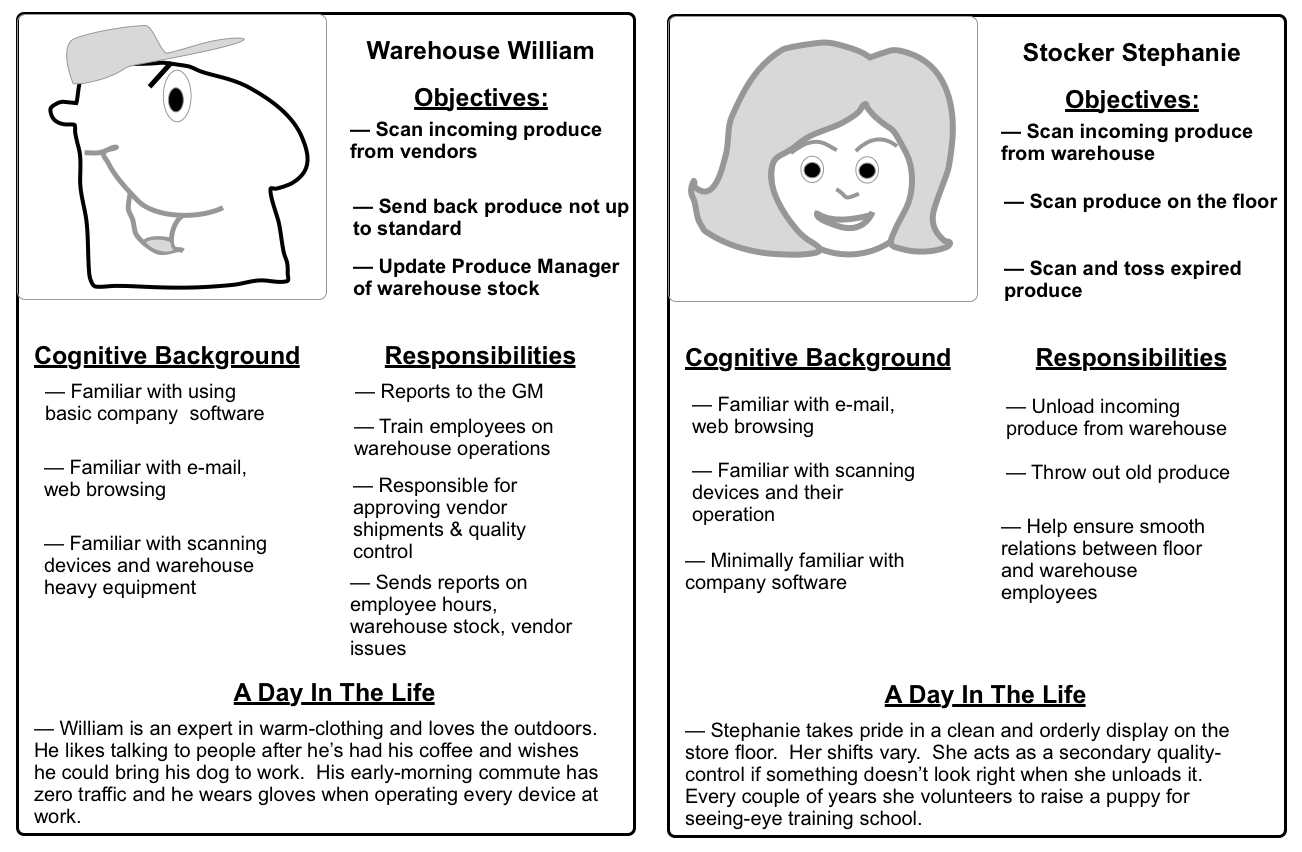 Warehouse William
Objectives:
— Scan incoming produce
from vendors
— Send back produce not up
to standard
— Update Produce Manager
of warehouse stock
Cognitive Background
— Familiar with using
basic company  software
— Familiar with e-mail,
web browsing
— Familiar with scanning
devices and warehouse
heavy equipment
Responsibilities
— Reports to the GM
— Train employees on
warehouse operations
— Responsible for
approving vendor
shipments & quality
control
— Sends reports on
employee hours,
warehouse stock, vendor
issues
A Day In The Life
— William is an expert in warm-clothing and loves the outdoors.
He likes talking to people after he’s had his coffee and wishes
he could bring his dog to work.  His early-morning commute has
zero traffic and he wears gloves when operating every device at
work.
Stocker Stephanie
Objectives:
— Scan incoming produce
from warehouse
— Scan produce on the floor
— Scan and toss expired
produce
Cognitive Background
— Familiar with e-mail,
web browsing
— Familiar with scanning
devices and their
operation
— Minimally familiar with
company software
Responsibilities
— Unload incoming
produce from warehouse
— Throw out old produce
— Help ensure smooth
relations between floor
and warehouse
employees
A Day In The Life
— Stephanie takes pride in a clean and orderly display on the
store floor.  Her shifts vary.  She acts as a secondary quality-
control if something doesn’t look right when she unloads it.
Every couple of years she volunteers to raise a puppy for
seeing-eye training school.